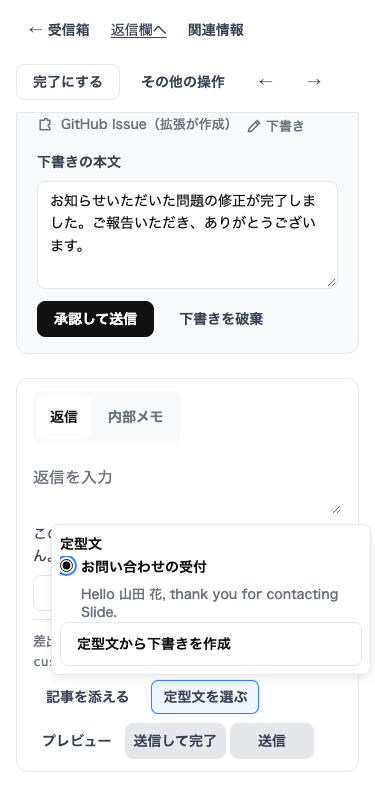 ← 受信箱 返信欄へ 関連情報
完了にする その他の操作 ← →
GitHub Issue（拡張が作成） 下書き
下書きの本文
お知らせいただいた問題の修正が完了しま
した。ご報告いただき、ありがとうござい
ます。
承認して送信 下書きを破棄
返信 内部メモ
返信を入力
ん。
定型文
お問い合わせの受付
Hello 山田 花, thank you for contacting
Slide.
定型文から下書きを作成
記事を添える 定型文を選ぶ
プレビュー 送信して完了 送信